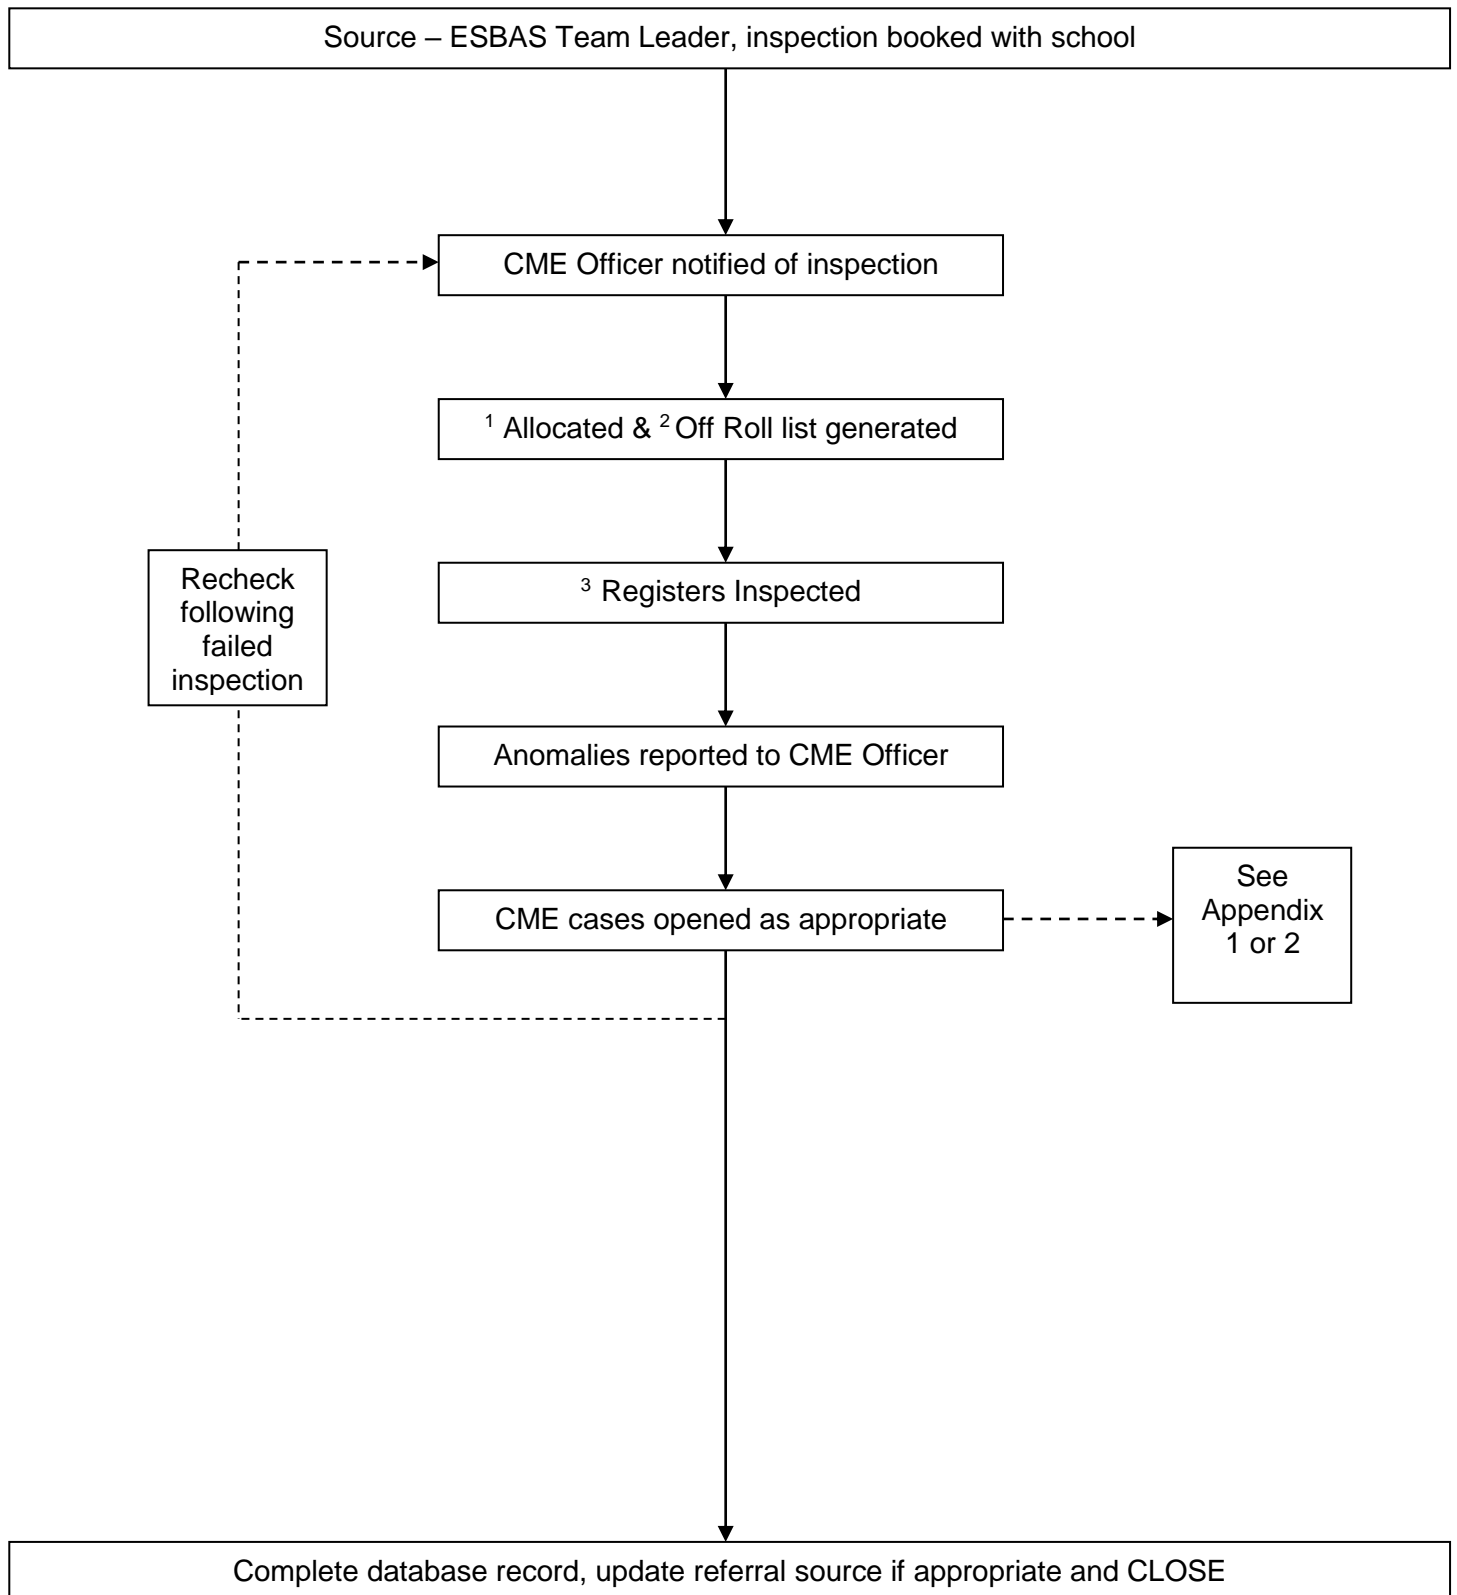 Source – ESBAS Team Leader, inspection booked with school
CME Officer notified of inspection
¹ Allocated & ² Off Roll list generated
³ Registers Inspected
Recheck
following
failed
inspection
Anomalies reported to CME Officer
CME cases opened as appropriate
See
Appendix
1 or 2
Complete database record, update referral source if appropriate and CLOSE